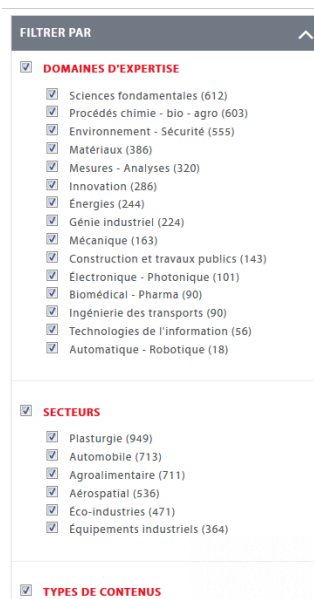 FILTRER PAR
DOMAINES D'EXPERTISE
Sciences fondamentales (612)
Procédés chimie - bio - agro (603)
Environnement - Sécurité (555)
Matériaux (386)
Mesures - Analyses (320)
Innovation (286)
Énergies (244)
Génie industriel (224)
Mécanique (163)
Construction et travaux publics (143)
Électronique - Photonique (101)
Biomédical - Pharma (90)
Ingénierie des transports (90)
Technologies de l'information (56)
Automatique - Robotique (18)
SECTEURS
Plasturgie (949)
Automobile (713)
Agroalimentaire (711)
Aérospatial (536)
Éco-industries (471)
Équipements industriels (364)
TYPES DE CONTENUS